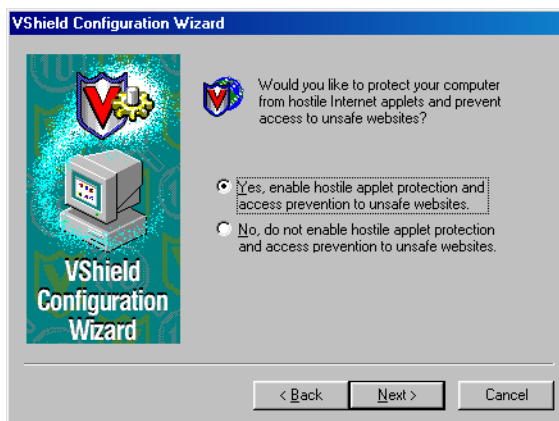 VShield Configuration Wizard
Would you like to protect your computer
from hostile Internet applets and prevent
access to unsafe websites?
Yes, enable hostile applet protection and
access prevention to unsafe websites.
No, do not enable hostile applet protection
and access prevention to unsafe websites.
VShield
Configuration
Wizard
< Back
Next >
Cancel